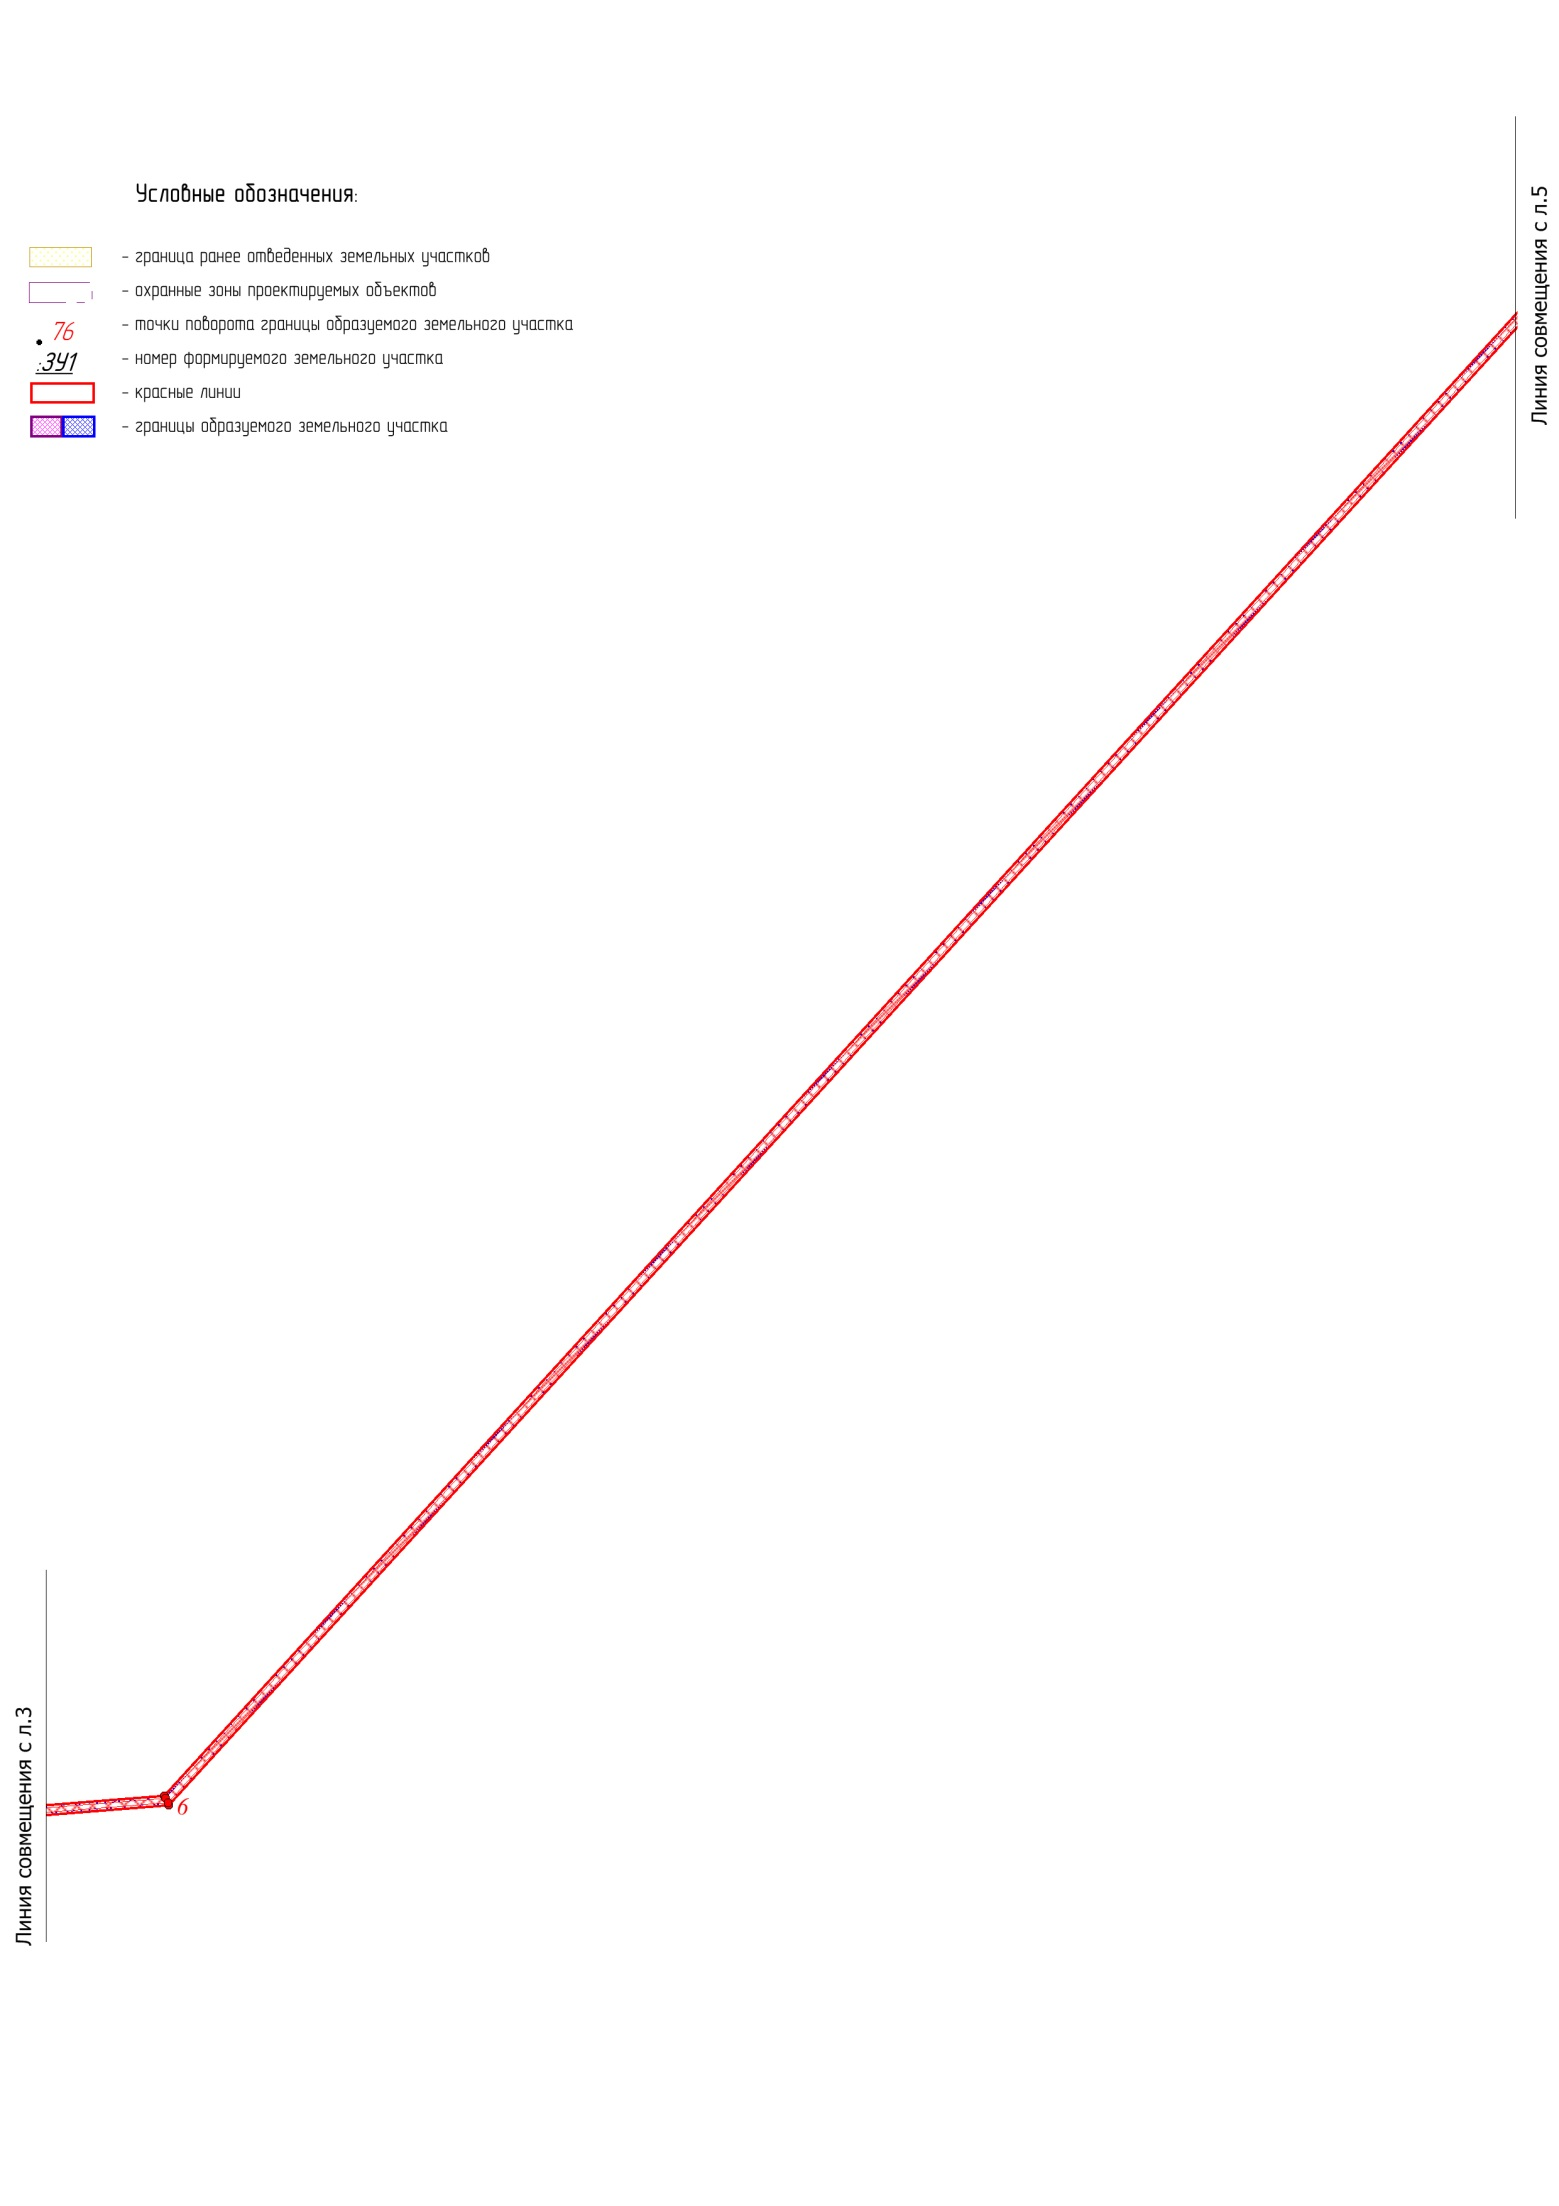 Условные обозначения:
- граница ранее отведенных земельных участков
- охранные зоны проектируемых объектов
76 - точки поворота границы образуемого земельного участка
:ЗУ1 - номер формируемого земельного участка
- красные линии
- границы образуемого земельного участка
Линия совмещения с л.5
Линия совмещения с л.3
6